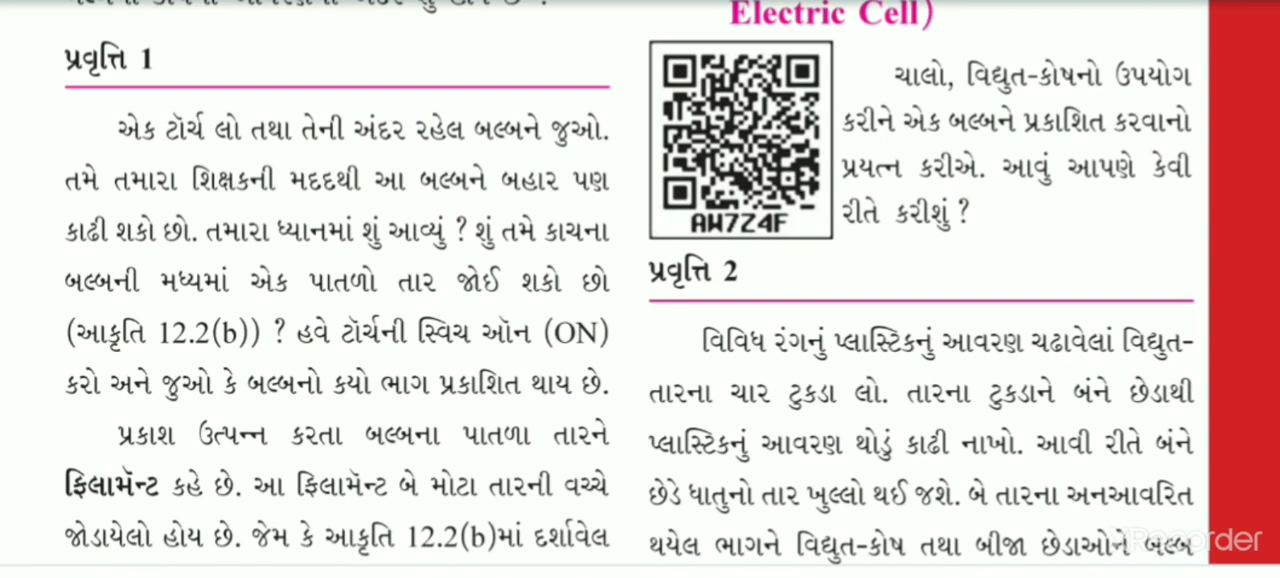 પ્રવૃત્તિ 1
એક ટૉર્ચ લો તથા તેની અંદર રહેલ બલ્બને જુઓ.
તમે તમારા શિક્ષકની મદદથી આ બલ્બને બહાર પણ
કાઢી શકો છો. તમારા ધ્યાનમાં શું આવ્યું ? શું તમે કાચના
બલ્બની મધ્યમાં એક પાતળો તાર જોઈ શકો છો
(આકૃતિ 12.2(b)) ? હવે ટૉર્ચની સ્વિચ ઑન (ON)
કરો અને જુઓ કે બલ્બનો કયો ભાગ પ્રકાશિત થાય છે.
પ્રકાશ ઉત્પન્ન કરતા બલ્બના પાતળા તારને
ફિલામૅન્ટ કહે છે. આ ફિલામૅન્ટ બે મોટા તારની વચ્ચે
જોડાયેલો હોય છે. જેમ કે આકૃતિ 12.2(b)માં દર્શાવેલ
Electric Cell)
ચાલો, વિદ્યુત-કોષનો ઉપયોગ
કરીને એક બલ્બને પ્રકાશિત કરવાનો
પ્રયત્ન કરીએ. આવું આપણે કેવી
રીતે કરીશું ?
AW7Z4F
પ્રવૃત્તિ 2
વિવિધ રંગનું પ્લાસ્ટિકનું આવરણ ચઢાવેલાં વિદ્યુત-
તારના ચાર ટુકડા લો. તારના ટુકડાને બંને છેડાથી
પ્લાસ્ટિકનું આવરણ થોડું કાઢી નાખો. આવી રીતે બંને
છેડે ધાતુનો તાર ખુલ્લો થઈ જશે. બે તારના અનઆવરિત
થયેલ ભાગને વિદ્યુત-કોષ તથા બીજા છેડાઓને બલ્બ
XRecorder